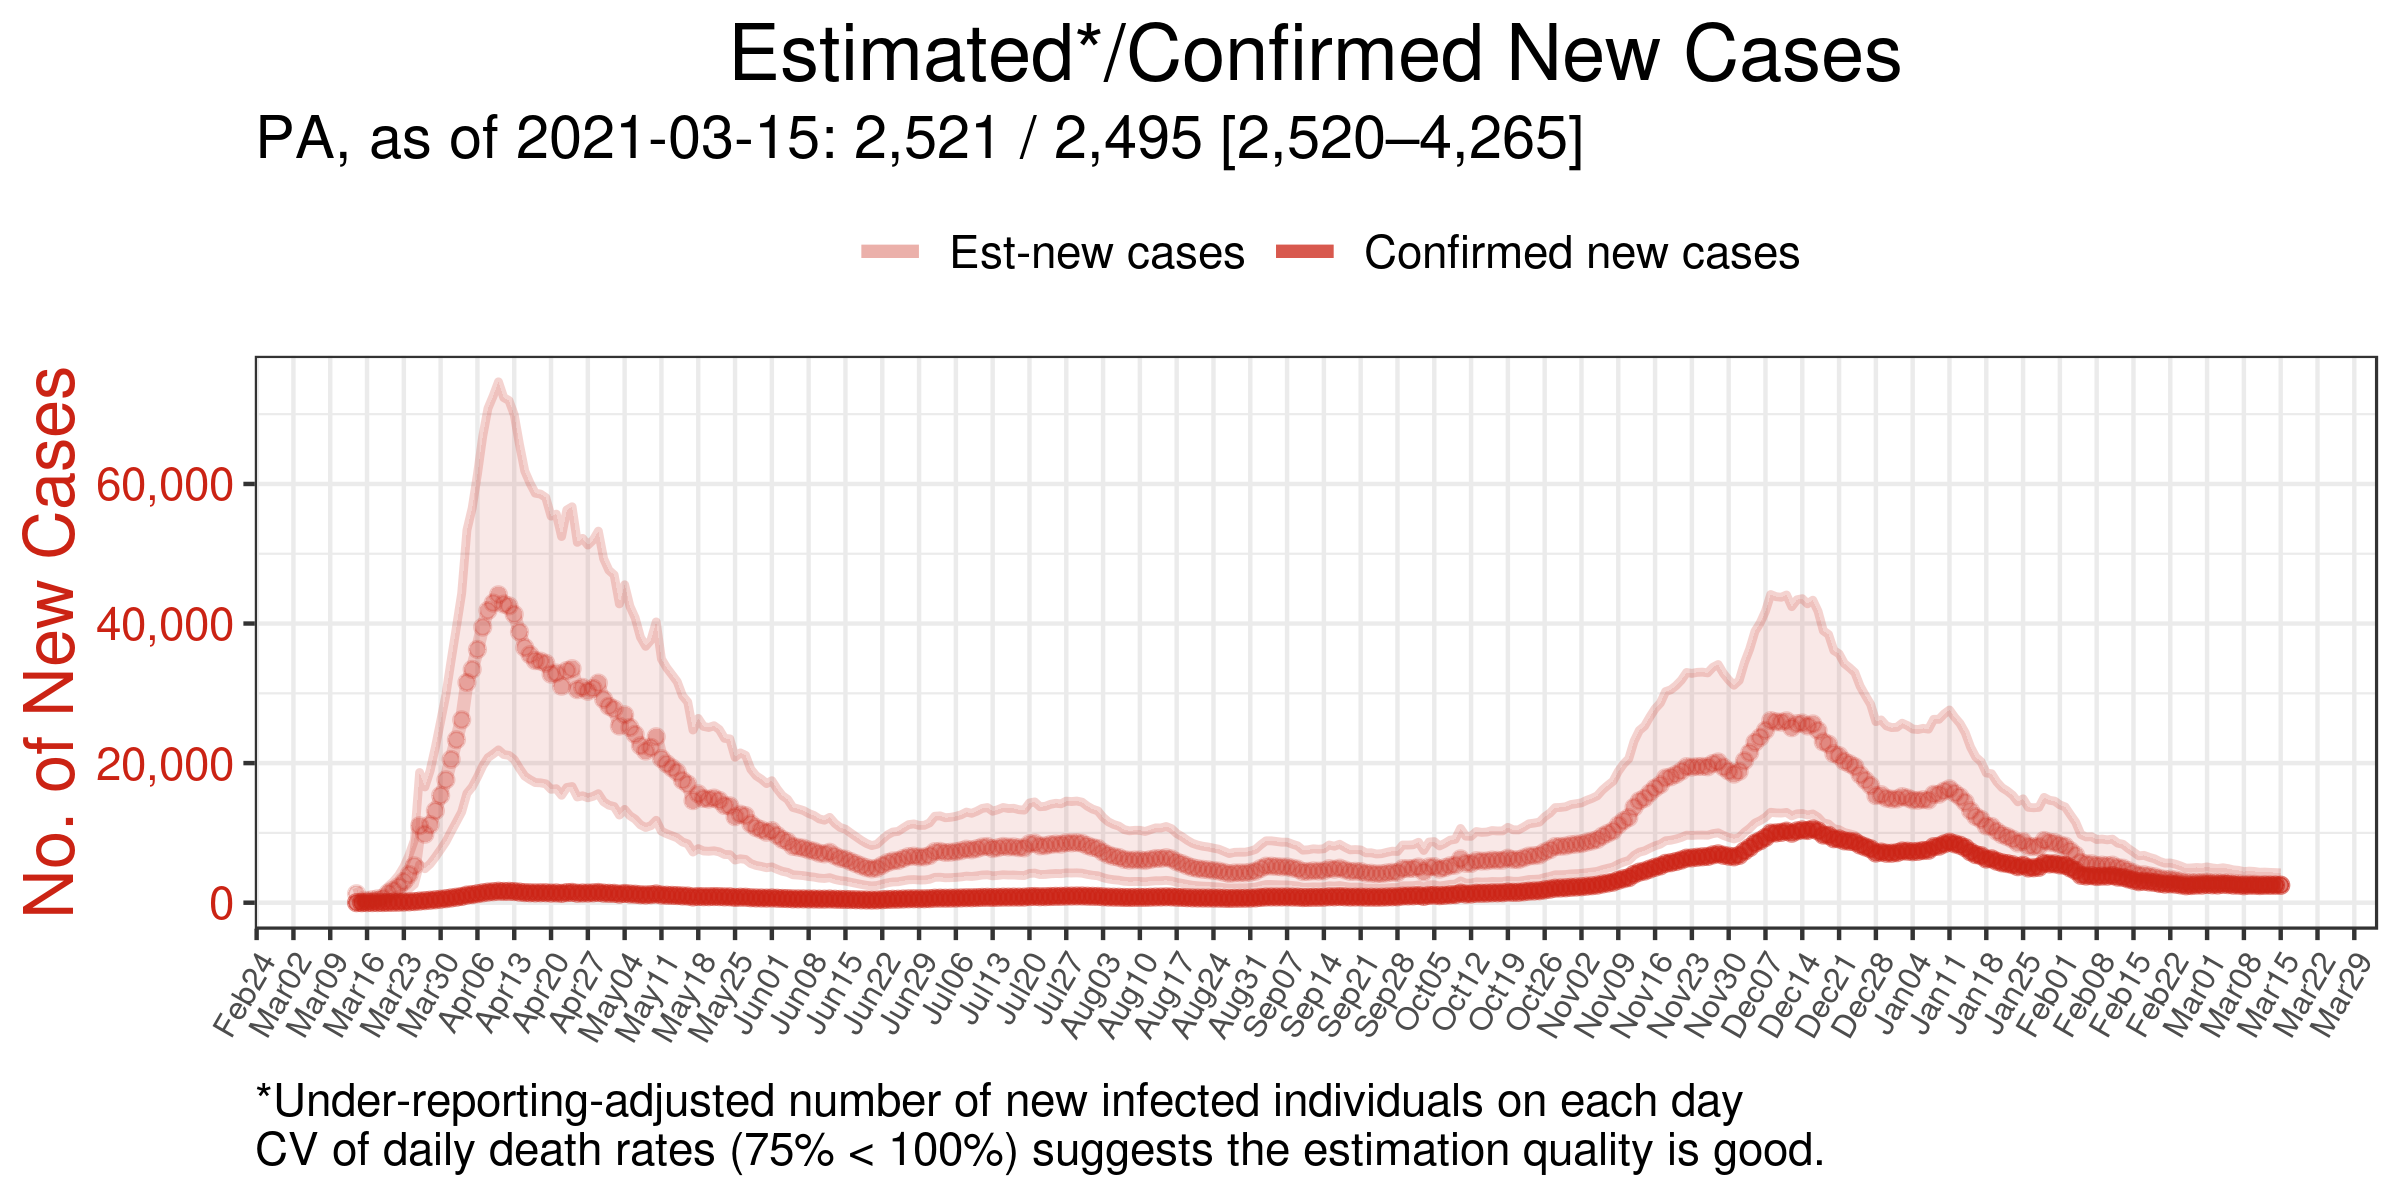 Estimated*/Confirmed New Cases
PA, as of 2021-03-15: 2,521 / 2,495 [2,520–4,265]
Est-new cases Confirmed new cases
No. of New Cases
60,000
40,000
20,000
0
Feb24 Mar02 Mar09 Mar16 Mar23 Mar30 Apr06 Apr13 Apr20 Apr27 May04 May11 May18 May25 Jun01 Jun08 Jun15 Jun22 Jun29 Jul06 Jul13 Jul20 Jul27 Aug03 Aug10 Aug17 Aug24 Aug31 Sep07 Sep14 Sep21 Sep28 Oct05 Oct12 Oct19 Oct26 Nov02 Nov09 Nov16 Nov23 Nov30 Dec07 Dec14 Dec21 Dec28 Jan04 Jan11 Jan18 Jan25 Feb01 Feb08 Feb15 Feb22 Mar01 Mar08 Mar15 Mar22 Mar29
*Under-reporting-adjusted number of new infected individuals on each day
CV of daily death rates (75% < 100%) suggests the estimation quality is good.